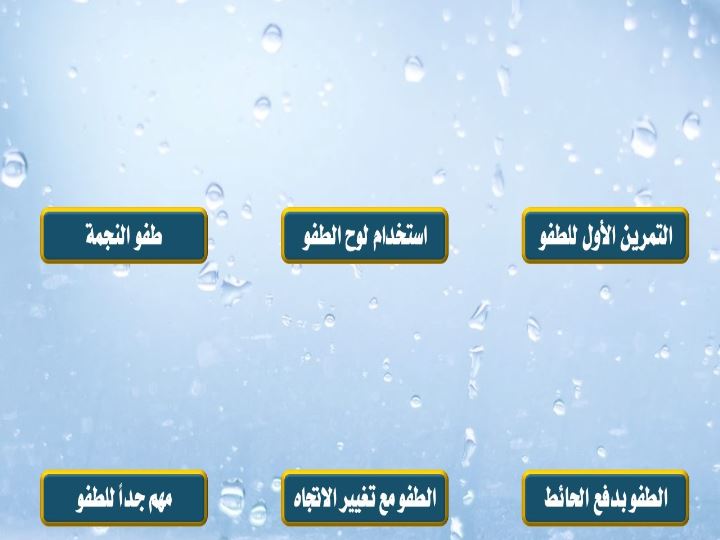 التمرين الأول للطفو
استخدام لوح الطفو
طفو النجمة
الطفو بدفع الحائط
الطفو مع تغيير الاتجاه
مهم جداً للطفو